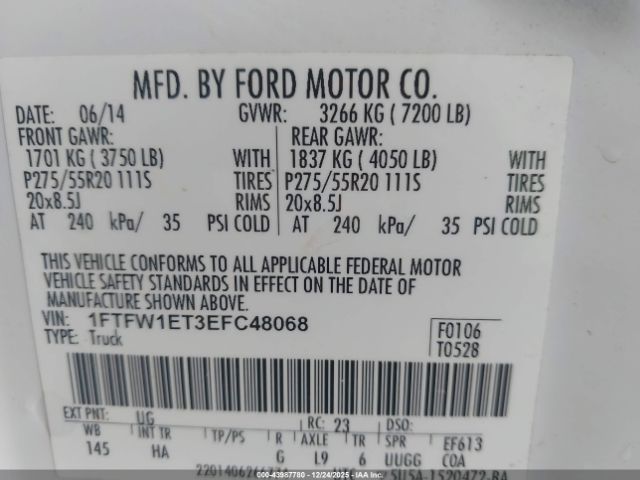 MFD. BY FORD MOTOR CO.
DATE: 06/14 GVWR: 3266 KG ( 7200 LB)
FRONT GAWR: REAR GAWR:
1701 KG ( 3750 LB) WITH 1837 KG ( 4050 LB) WITH
P275/55R20 111S TIRES P275/55R20 111S TIRES
20x8.5J RIMS 20x8.5J RIMS
AT 240 kPa/ 35 PSI COLD AT 240 kPa/ 35 PSI COLD
THIS VEHICLE CONFORMS TO ALL APPLICABLE FEDERAL MOTOR
VEHICLE SAFETY STANDARDS IN EFFECT ON THE DATE OF
MANUFACTURE SHOWN ABOVE.
VIN: 1FTFW1ET3EFC48068
TYPE: Truck
F0106
T0528
EXT PNT: UG RC: 23 DSO:
WB INT TR TP/PS R AXLE TR SPR EF613
145 HA G L9 6 UUGG COA
© IAAI - 43987780 - 12/24/2025 - IAAI.COM